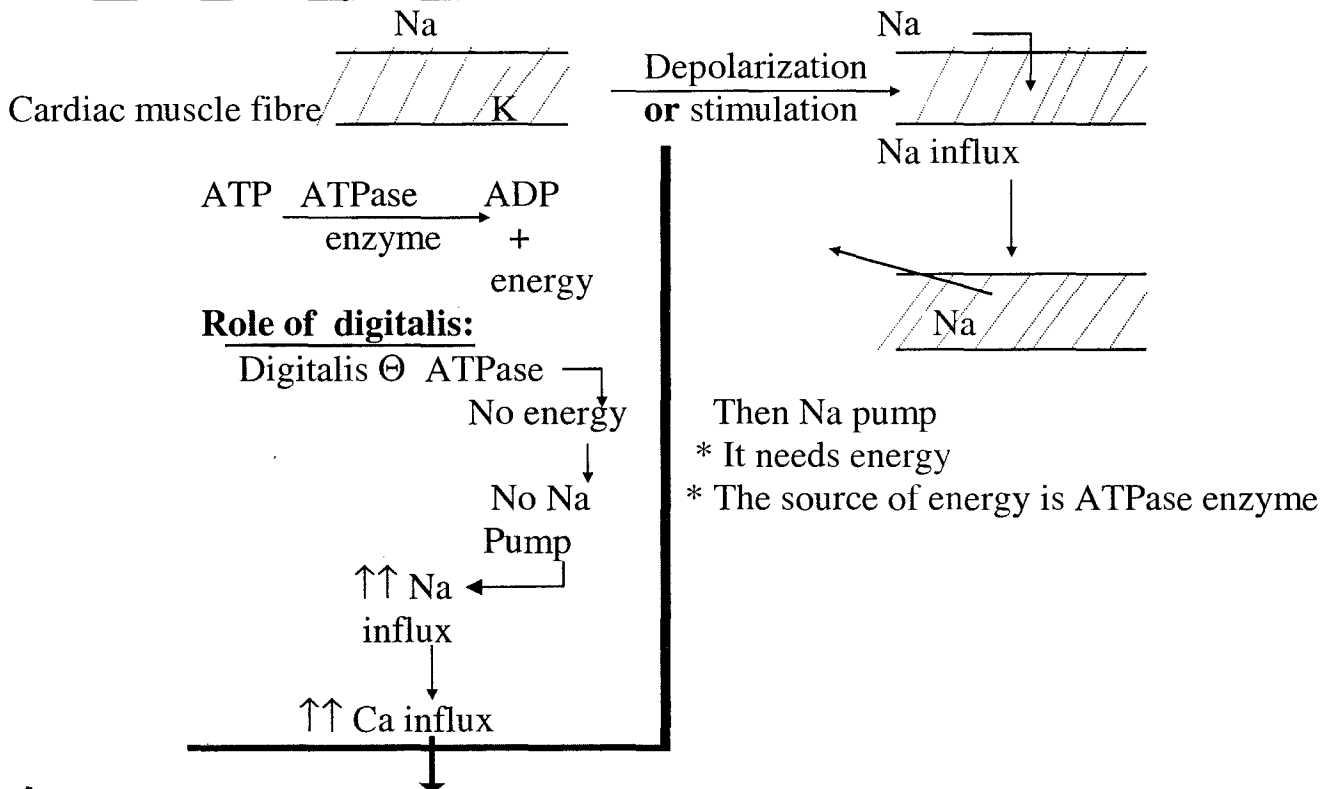 Na
Cardiac muscle fibre
K
Depolarization
or stimulation
Na
Na influx
Na
ATP ATPase ADP
enzyme +
energy
Role of digitalis:
Digitalis Θ ATPase
No energy
No Na
Pump
↑↑ Na
influx
↑↑ Ca influx
Then Na pump
* It needs energy
* The source of energy is ATPase enzyme